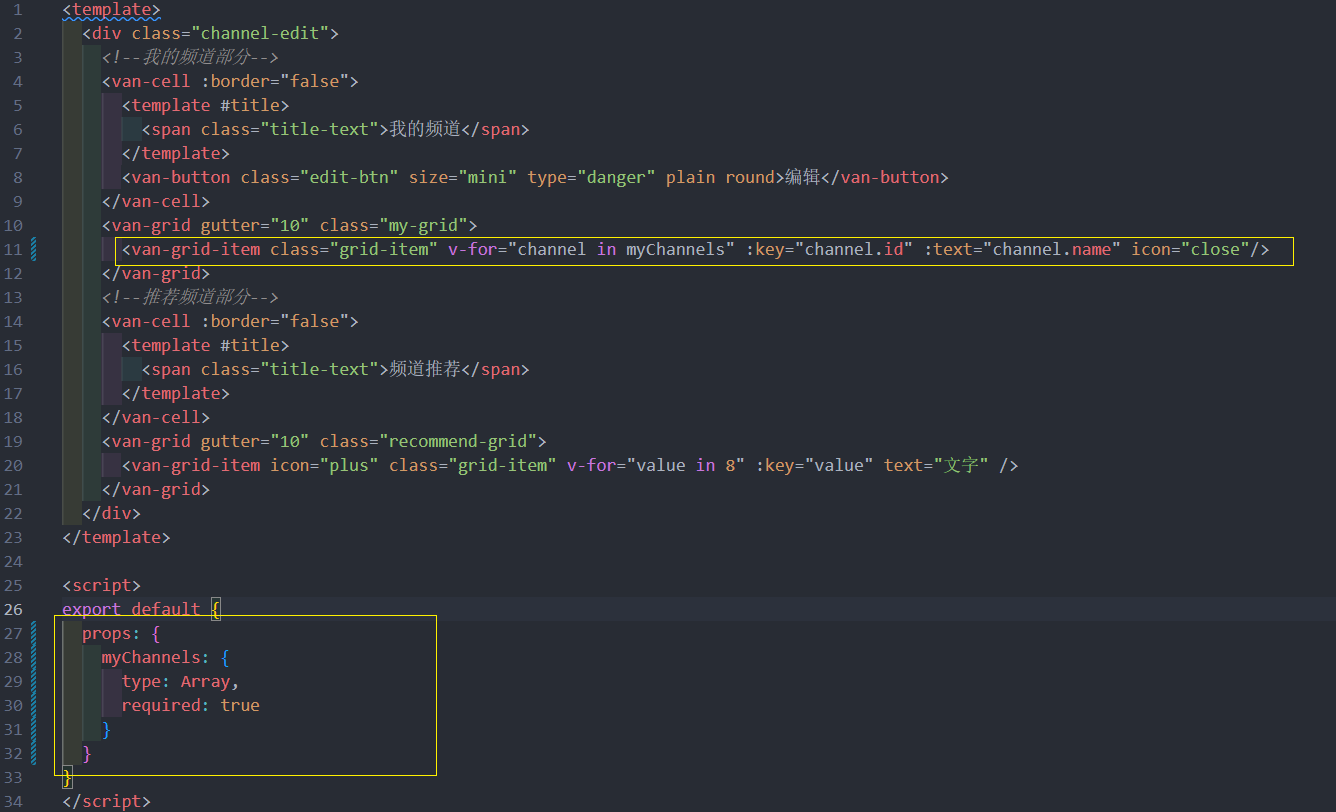 1 <template>
2 <div class="channel-edit">
3 <!--我的频道部分-->
4 <van-cell :border="false">
5 <template #title>
6 <span class="title-text">我的频道</span>
7 </template>
8 <van-button class="edit-btn" size="mini" type="danger" plain round>编辑</van-button>
9 </van-cell>
10 <van-grid gutter="10" class="my-grid">
11 <van-grid-item class="grid-item" v-for="channel in myChannels" :key="channel.id" :text="channel.name" icon="close"/>
12 </van-grid>
13 <!--推荐频道部分-->
14 <van-cell :border="false">
15 <template #title>
16 <span class="title-text">频道推荐</span>
17 </template>
18 </van-cell>
19 <van-grid gutter="10" class="recommend-grid">
20 <van-grid-item icon="plus" class="grid-item" v-for="value in 8" :key="value" text="文字" />
21 </van-grid>
22 </div>
23 </template>
24
25 <script>
26 export default {
27 props: {
28 myChannels: {
29 type: Array,
30 required: true
31 }
32 }
33 }
34 </script>